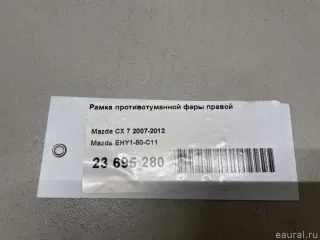 Рамка противотуманной фары правой
Mazda CX 7 2007-2012
Mazda EHY1-50-C11
23 695 280
eaural.ru